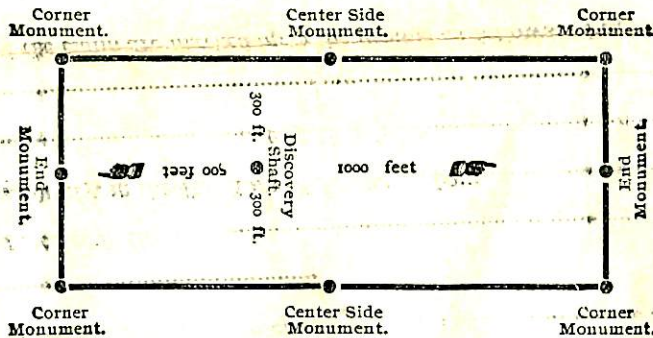 Corner
Monument.
Center Side
Monument.
Corner
Monument.
End
Monument.
500 feet
300 ft.
Discovery
Shaft.
300 ft.
1000 feet
End
Monument.
Corner
Monument.
Center Side
Monument.
Corner
Monument.